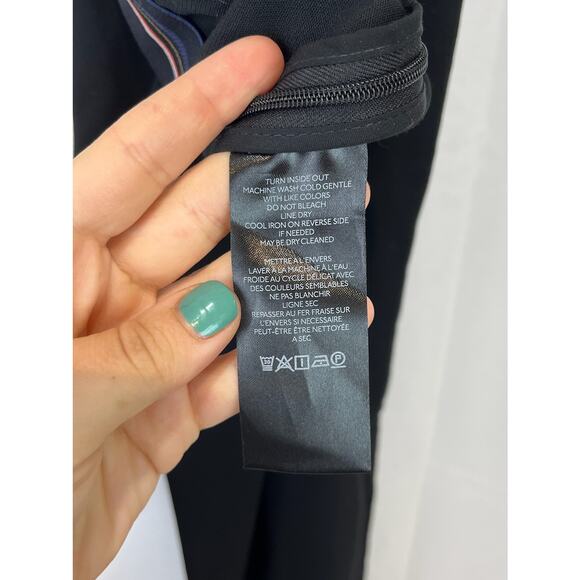 TURN INSIDE OUT
MACHINE WASH COLD GENTLE
WITH LIKE COLORS
DO NOT BLEACH
LINE DRY
COOL IRON ON REVERSE SIDE
IF NEEDED
MAY BE DRY CLEANED
METTRE À L'ENVERS
LAVER À LA MACHINE À L'EAU
FROIDE AU CYCLE DÉLICAT AVEC
DES COULEURS SEMBLABLES
NE PAS BLANCHIR
LIGNE SEC
REPASSER AU FER FRAISE SUR
L'ENVERS SI NECESSAIRE
PEUT-ÊTRE ÊTRE NETTOYÉE
A SEC
30 P